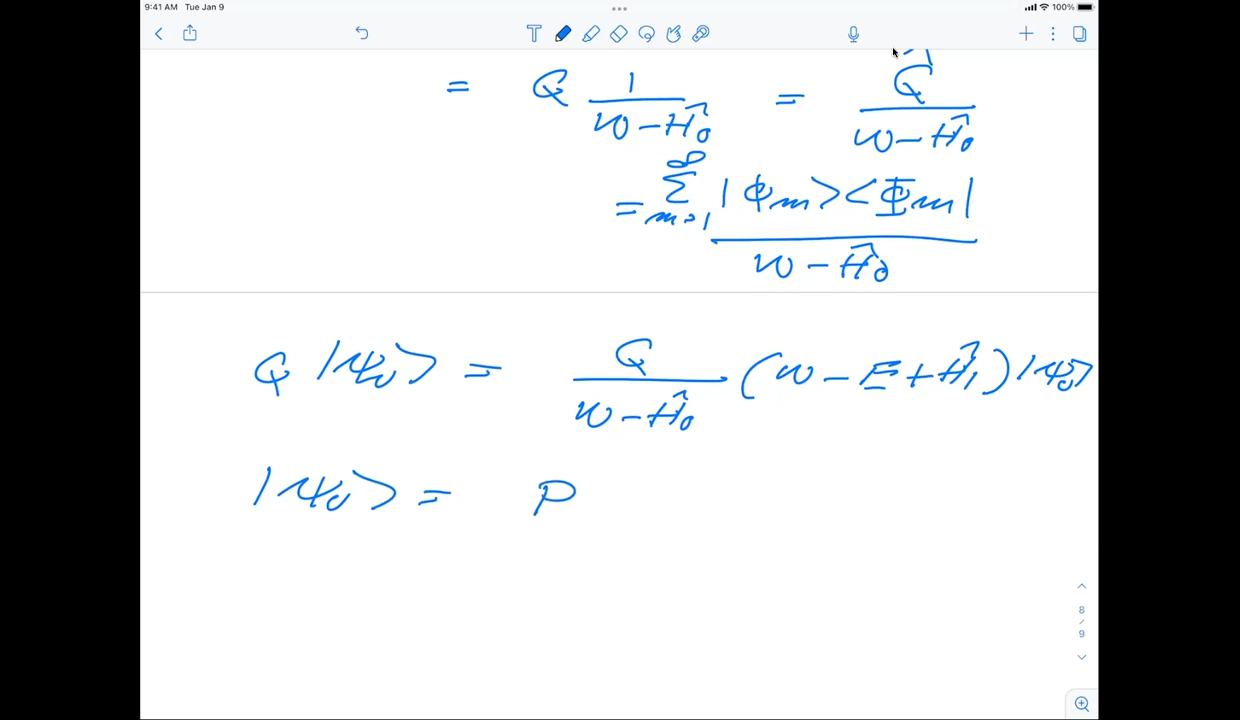 9:41 AM Tue Jan 9
100%
= Q 1/(ω − Ĥ₀) = Q̂/(ω − Ĥ₀)
= ∑_{m=1}^{∞} |Φm><Φm| / (ω − Ĥ₀)
Q |Ψ₀> = Q/(ω − Ĥ₀) (ω − E + Ĥ₁) |Ψ₀>
|Ψ₀> = P
8
/
9